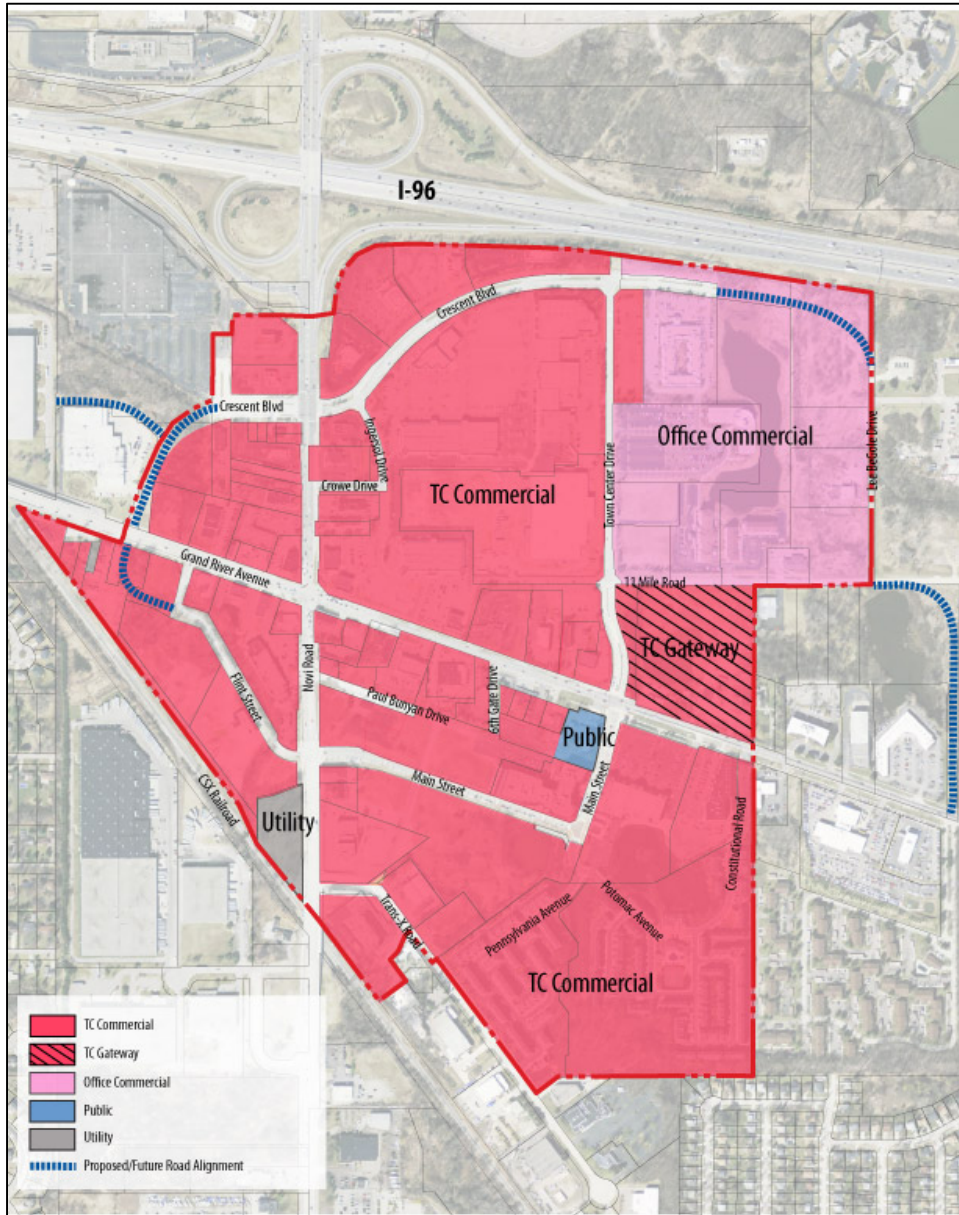 I-96
Crescent Blvd
Crescent Blvd
Ingersol Drive
Crowe Drive
TC Commercial
Town Center Drive
Office Commercial
Lee BeGole Drive
Grand River Avenue
11 Mile Road
TC Gateway
Novi Road
Flint Street
Paul Bunyan Drive
6th Gate Drive
Public
Main Street
Main Street
CSX Railroad
Utility
Constitutional Road
Trans-X Road
Pennsylvania Avenue
Potomac Avenue
TC Commercial
TC Commercial
TC Gateway
Office Commercial
Public
Utility
Proposed/Future Road Alignment